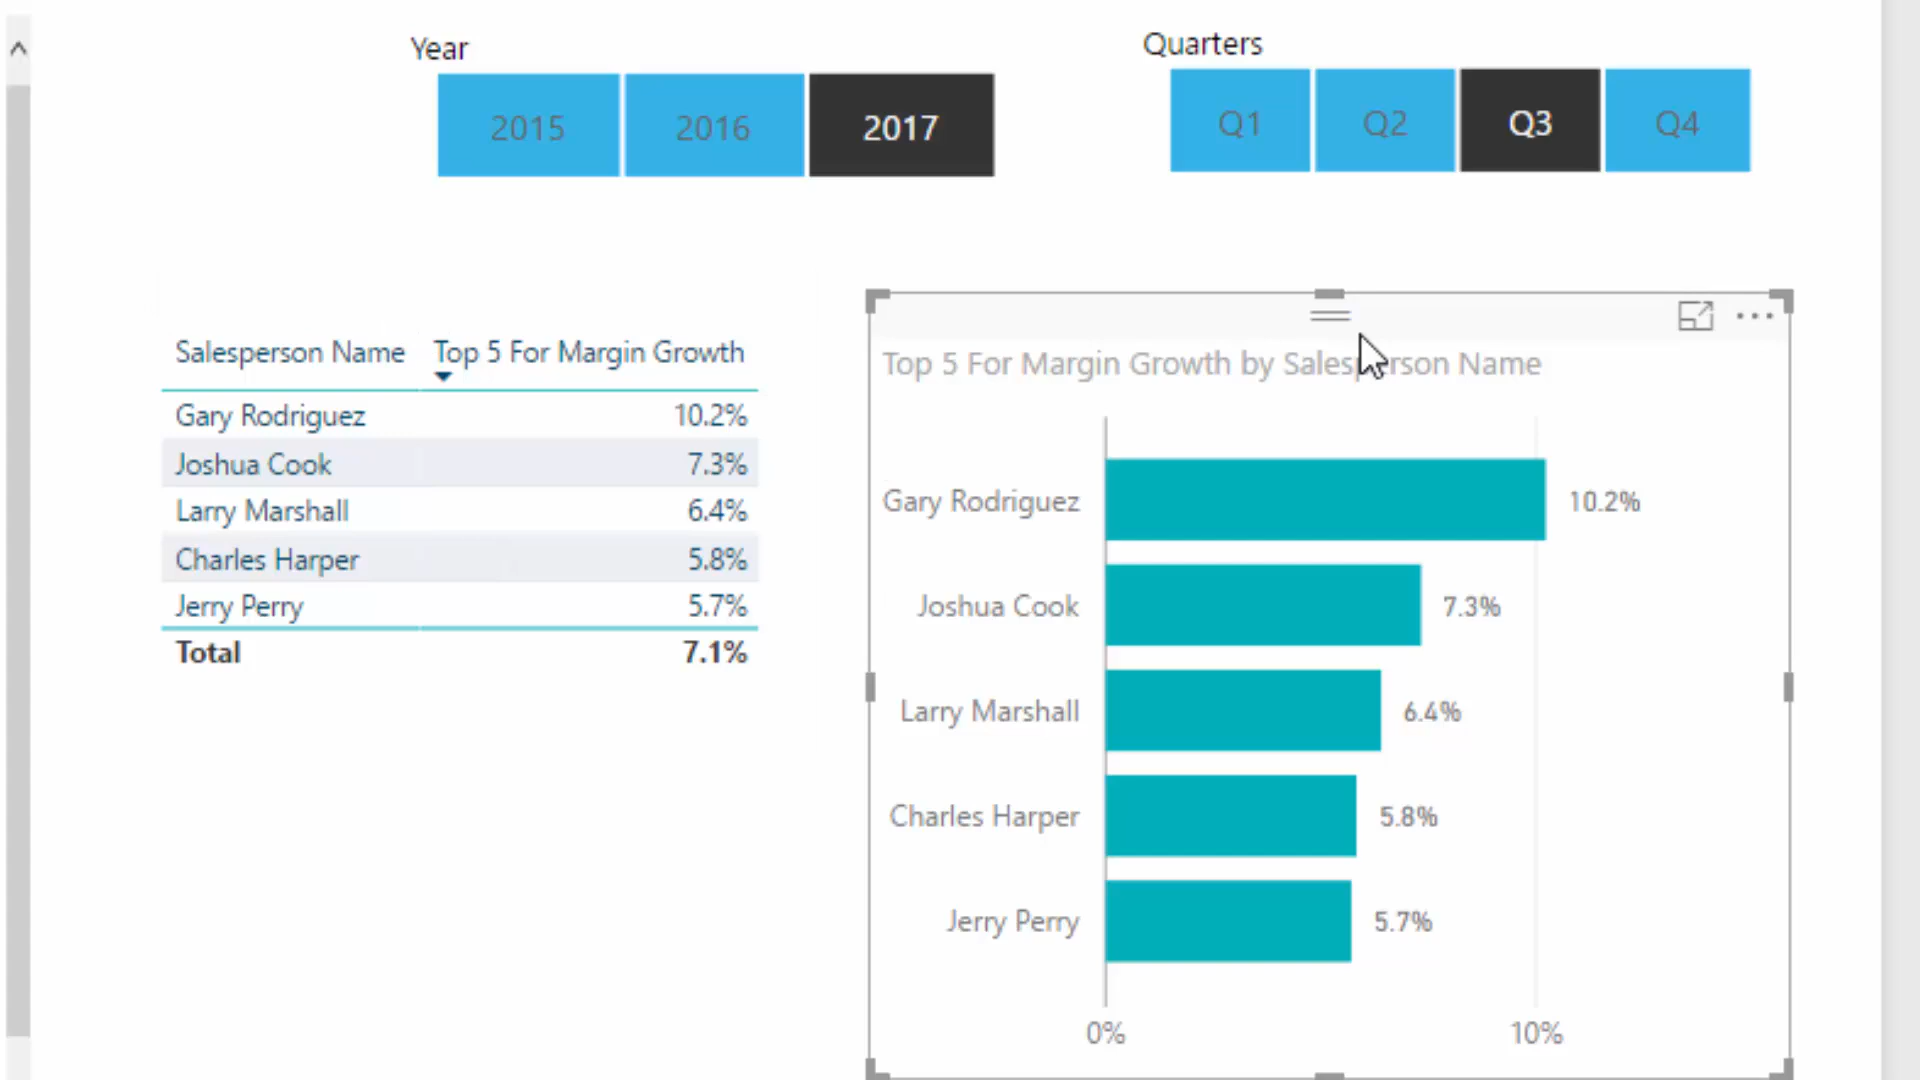 Year
2015 2016 2017
Quarters
Q1 Q2 Q3 Q4
Salesperson Name Top 5 For Margin Growth
Gary Rodriguez 10.2%
Joshua Cook 7.3%
Larry Marshall 6.4%
Charles Harper 5.8%
Jerry Perry 5.7%
Total 7.1%
Top 5 For Margin Growth by Salesperson Name
Gary Rodriguez 10.2%
Joshua Cook 7.3%
Larry Marshall 6.4%
Charles Harper 5.8%
Jerry Perry 5.7%
0% 10%